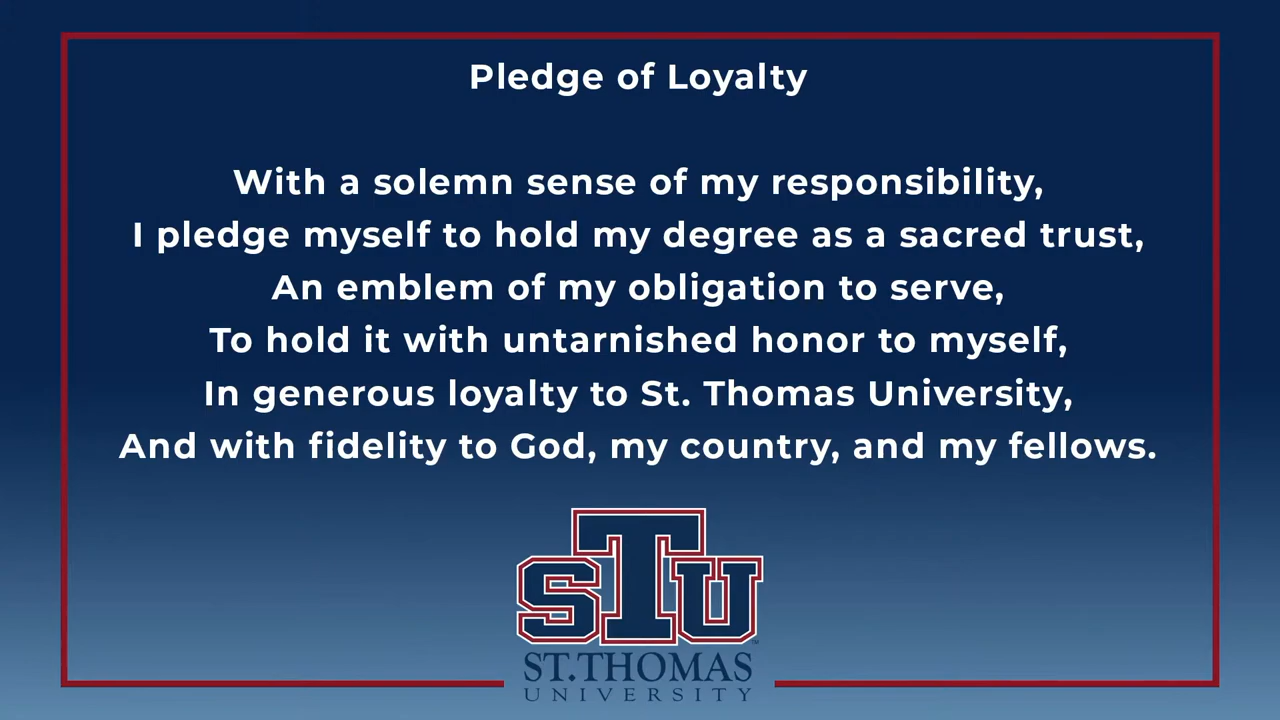 Pledge of Loyalty
With a solemn sense of my responsibility,
I pledge myself to hold my degree as a sacred trust,
An emblem of my obligation to serve,
To hold it with untarnished honor to myself,
In generous loyalty to St. Thomas University,
And with fidelity to God, my country, and my fellows.
STU
ST.THOMAS
UNIVERSITY